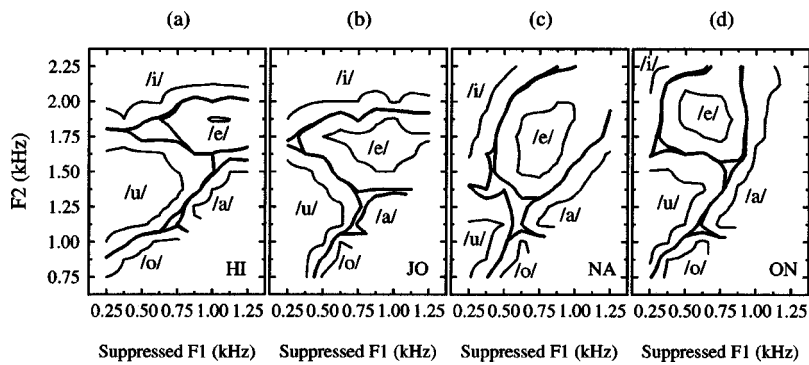 (a) (b) (c) (d)
F2 (kHz)
2.25
2.00
1.75
1.50
1.25
1.00
0.75
/i/ /e/ /u/ /a/ /o/ HI
/i/ /e/ /u/ /a/ /o/ JO
/i/ /e/ /u/ /a/ /o/ NA
/i/ /e/ /u/ /a/ /o/ ON
0.25 0.50 0.75 1.00 1.25 0.25 0.50 0.75 1.00 1.25 0.25 0.50 0.75 1.00 1.25 0.25 0.50 0.75 1.00 1.25
Suppressed F1 (kHz) Suppressed F1 (kHz) Suppressed F1 (kHz) Suppressed F1 (kHz)